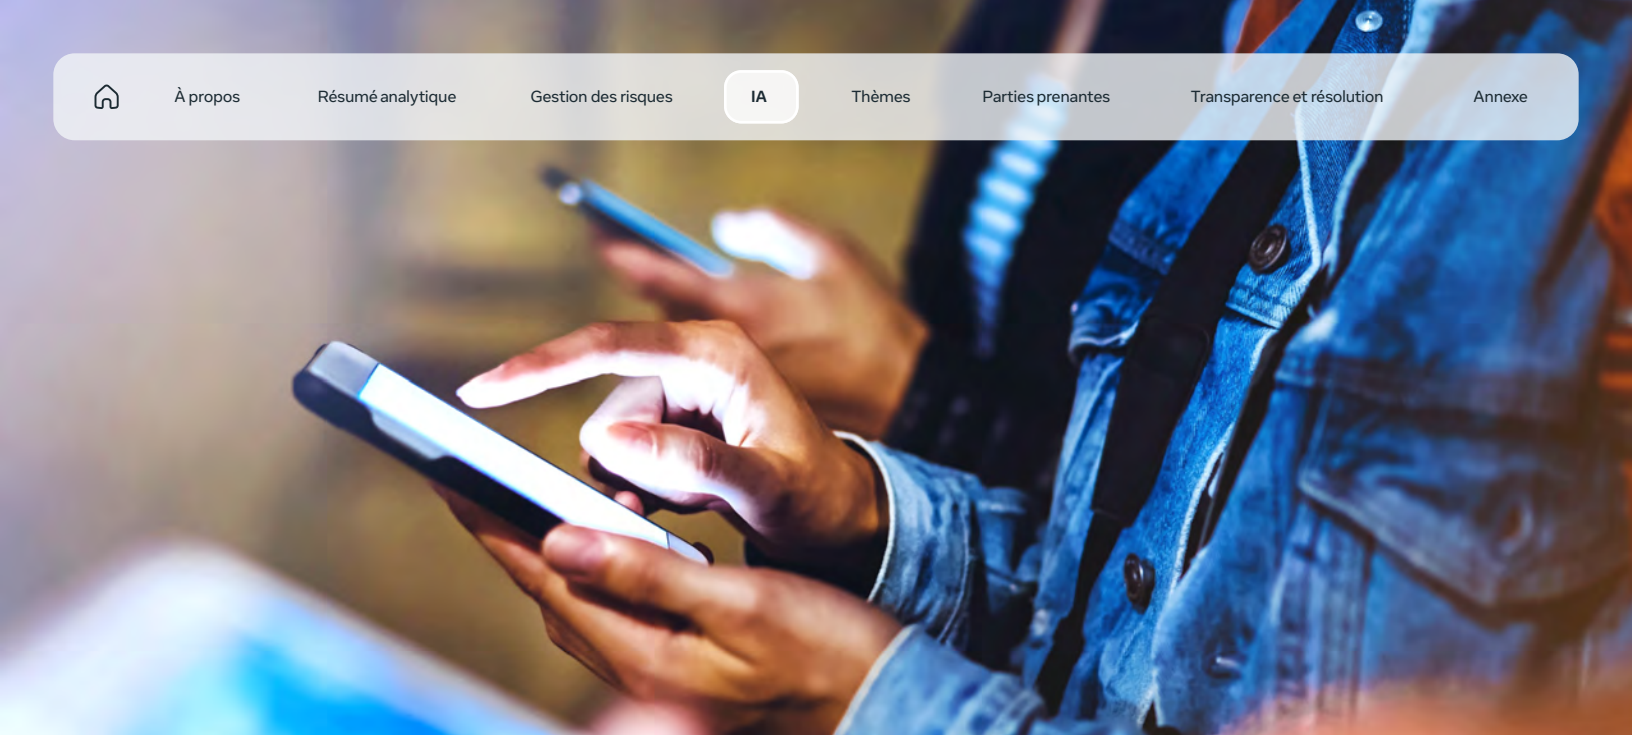 À propos
Résumé analytique
Gestion des risques
IA
Thèmes
Parties prenantes
Transparence et résolution
Annexe